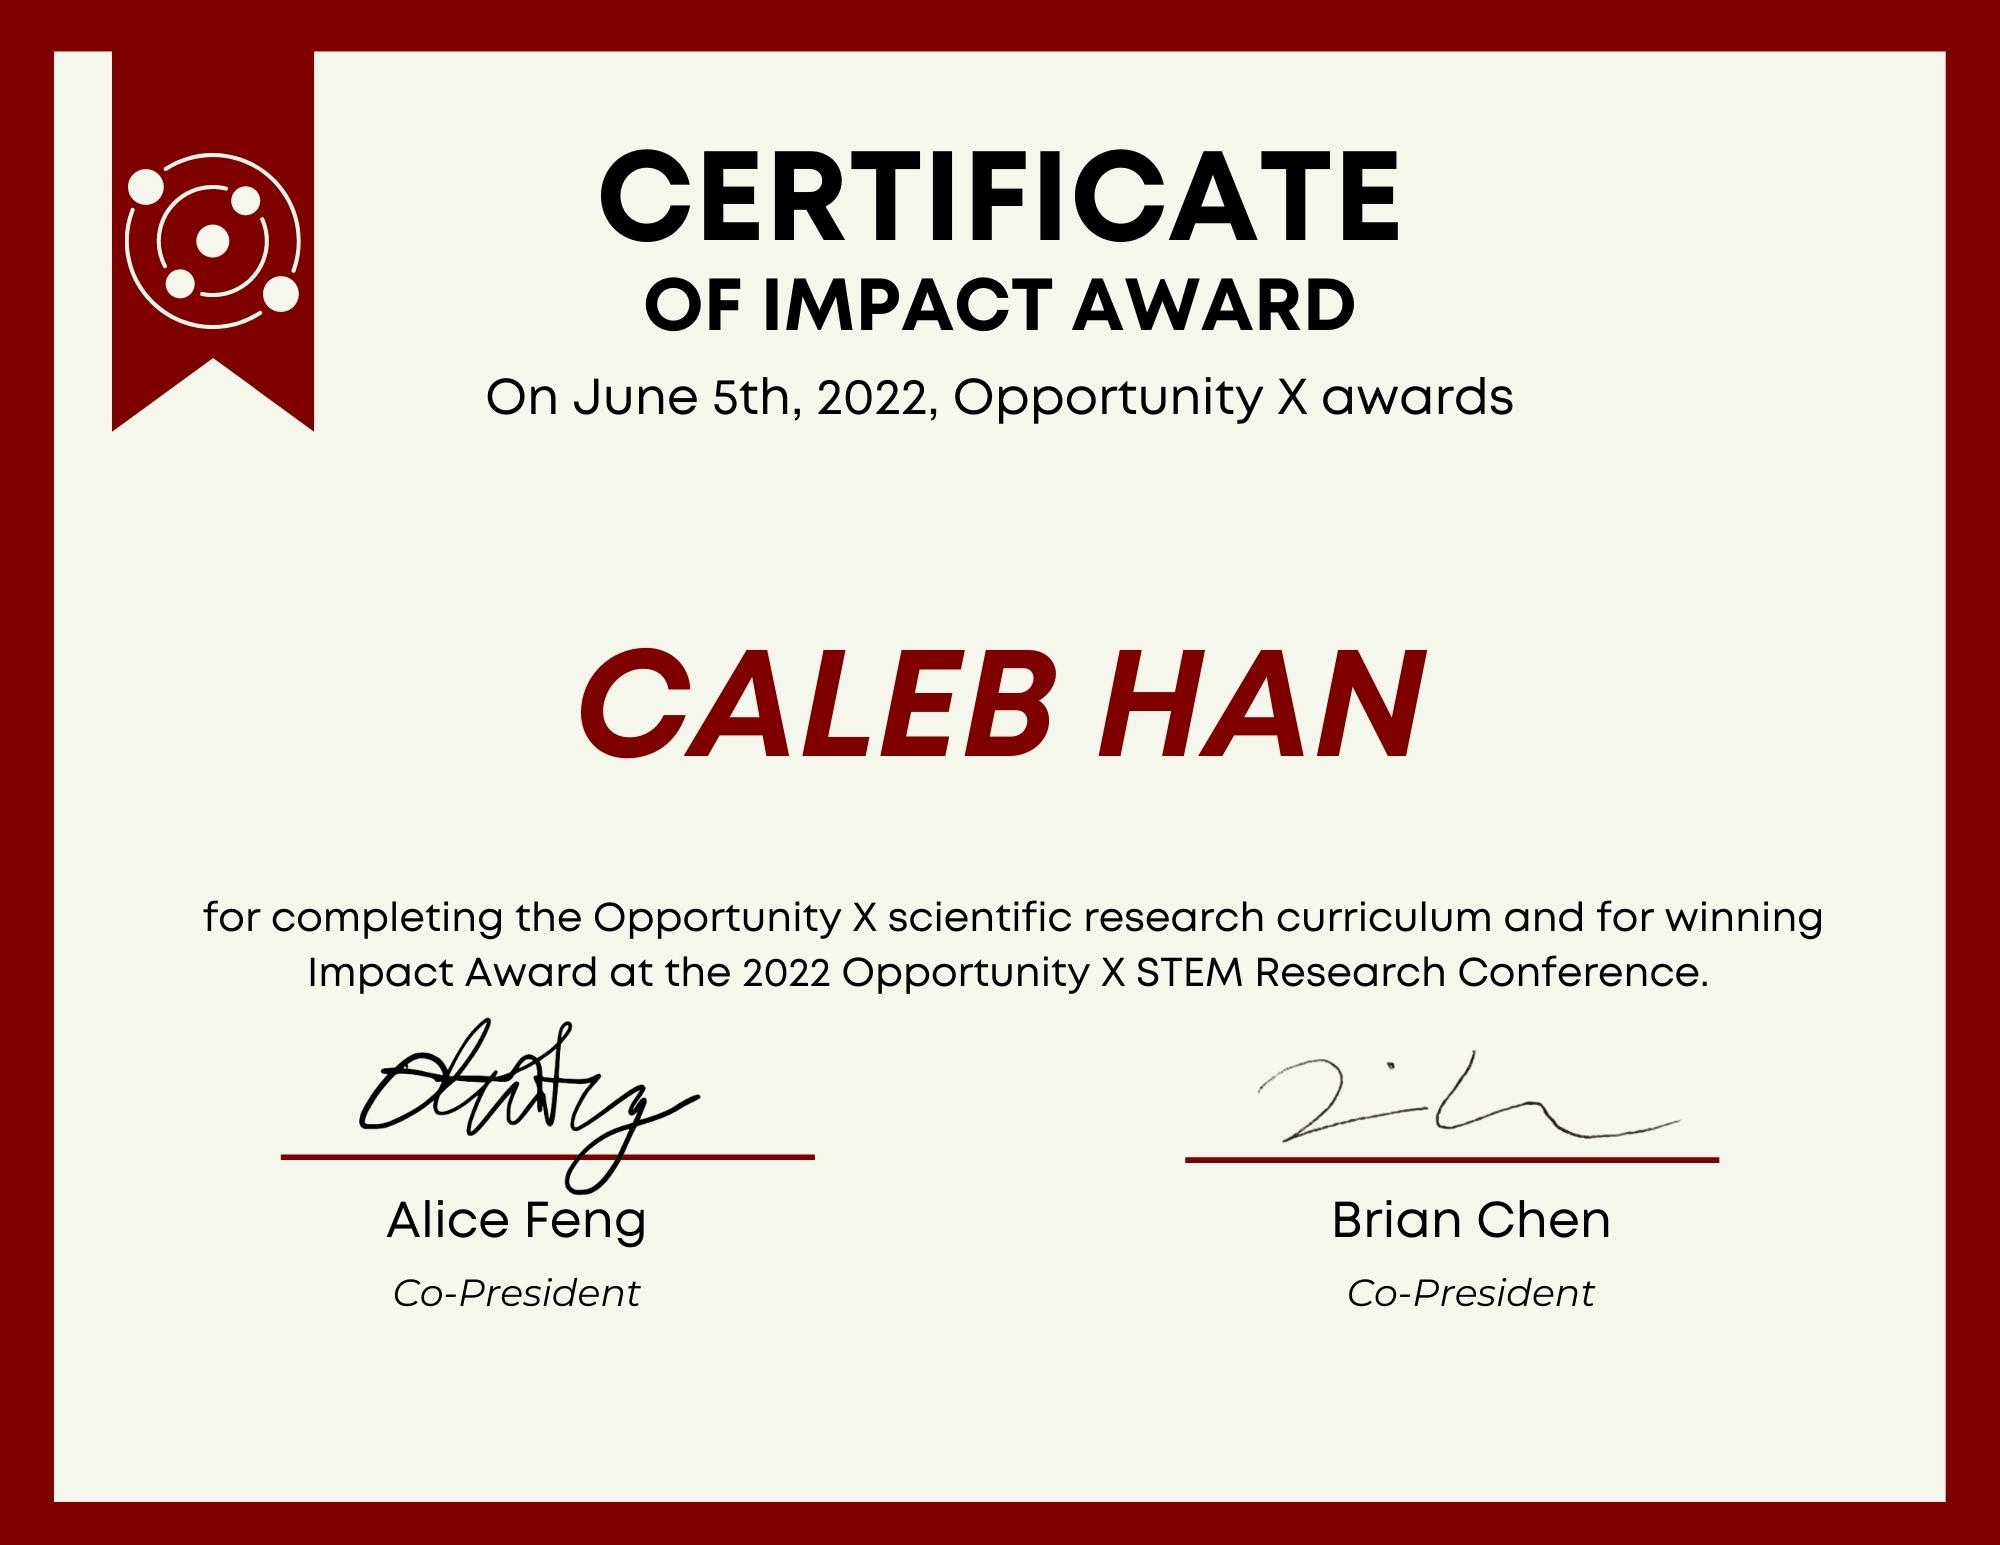 CERTIFICATE
OF IMPACT AWARD
On June 5th, 2022, Opportunity X awards
CALEB HAN
for completing the Opportunity X scientific research curriculum and for winning
Impact Award at the 2022 Opportunity X STEM Research Conference.
Alice Feng
Brian Chen
Co-President
Co-President